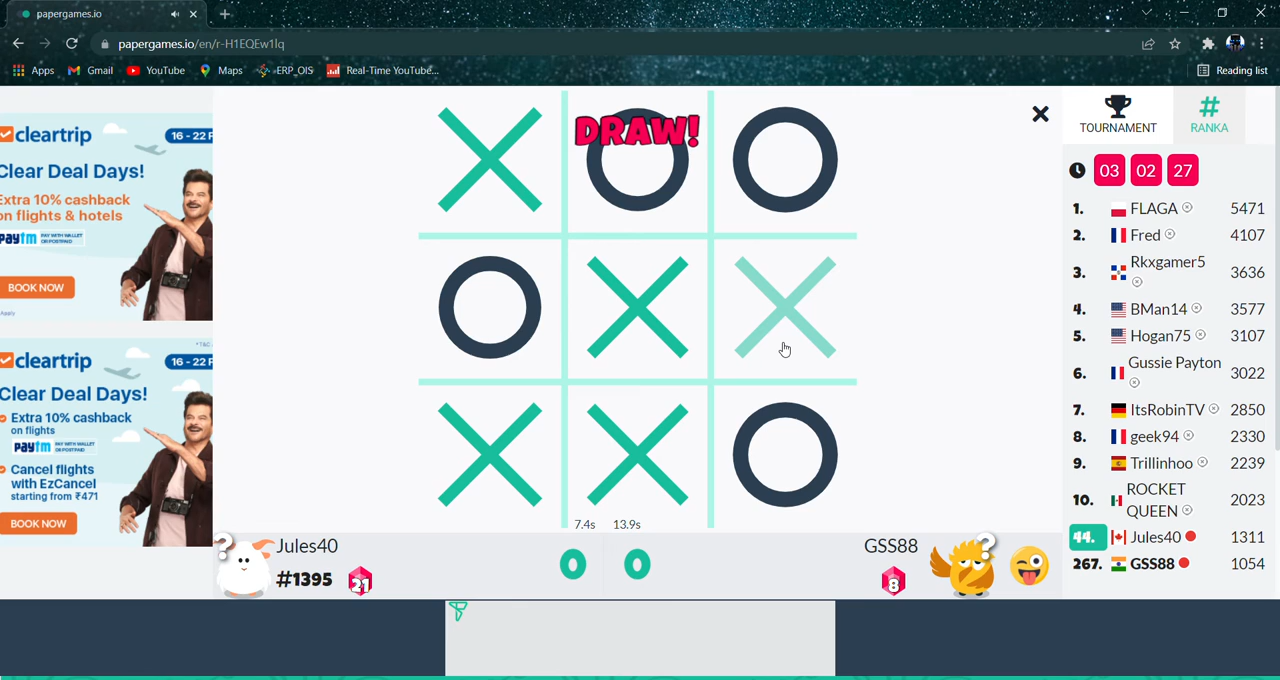 papergames.io
papergames.io/en/r-H1EQEw1lq
Apps
Gmail
YouTube
Maps
ERP_OIS
Real-Time YouTube...
Reading list
cleartrip
16 - 22 F
Clear Deal Days!
Extra 10% cashback
on flights & hotels
paytm
BOOK NOW
cleartrip
16 - 22 F
Clear Deal Days!
Extra 10% cashback
on flights
paytm
Cancel flights
with EzCancel
starting from ₹471
BOOK NOW
DRAW!
7.4s 13.9s
? Jules40
#1395 21
0 0
GSS88
8
?
TOURNAMENT
#
RANKA
03 02 27
1. FLAGA 5471
2. Fred 4107
3. Rkxgamer5 3636
4. BMan14 3577
5. Hogan75 3107
6. Gussie Payton 3022
7. ItsRobinTV 2850
8. geek94 2330
9. Trillinhoo 2239
10. ROCKET QUEEN 2023
44. Jules40 1311
267. GSS88 1054